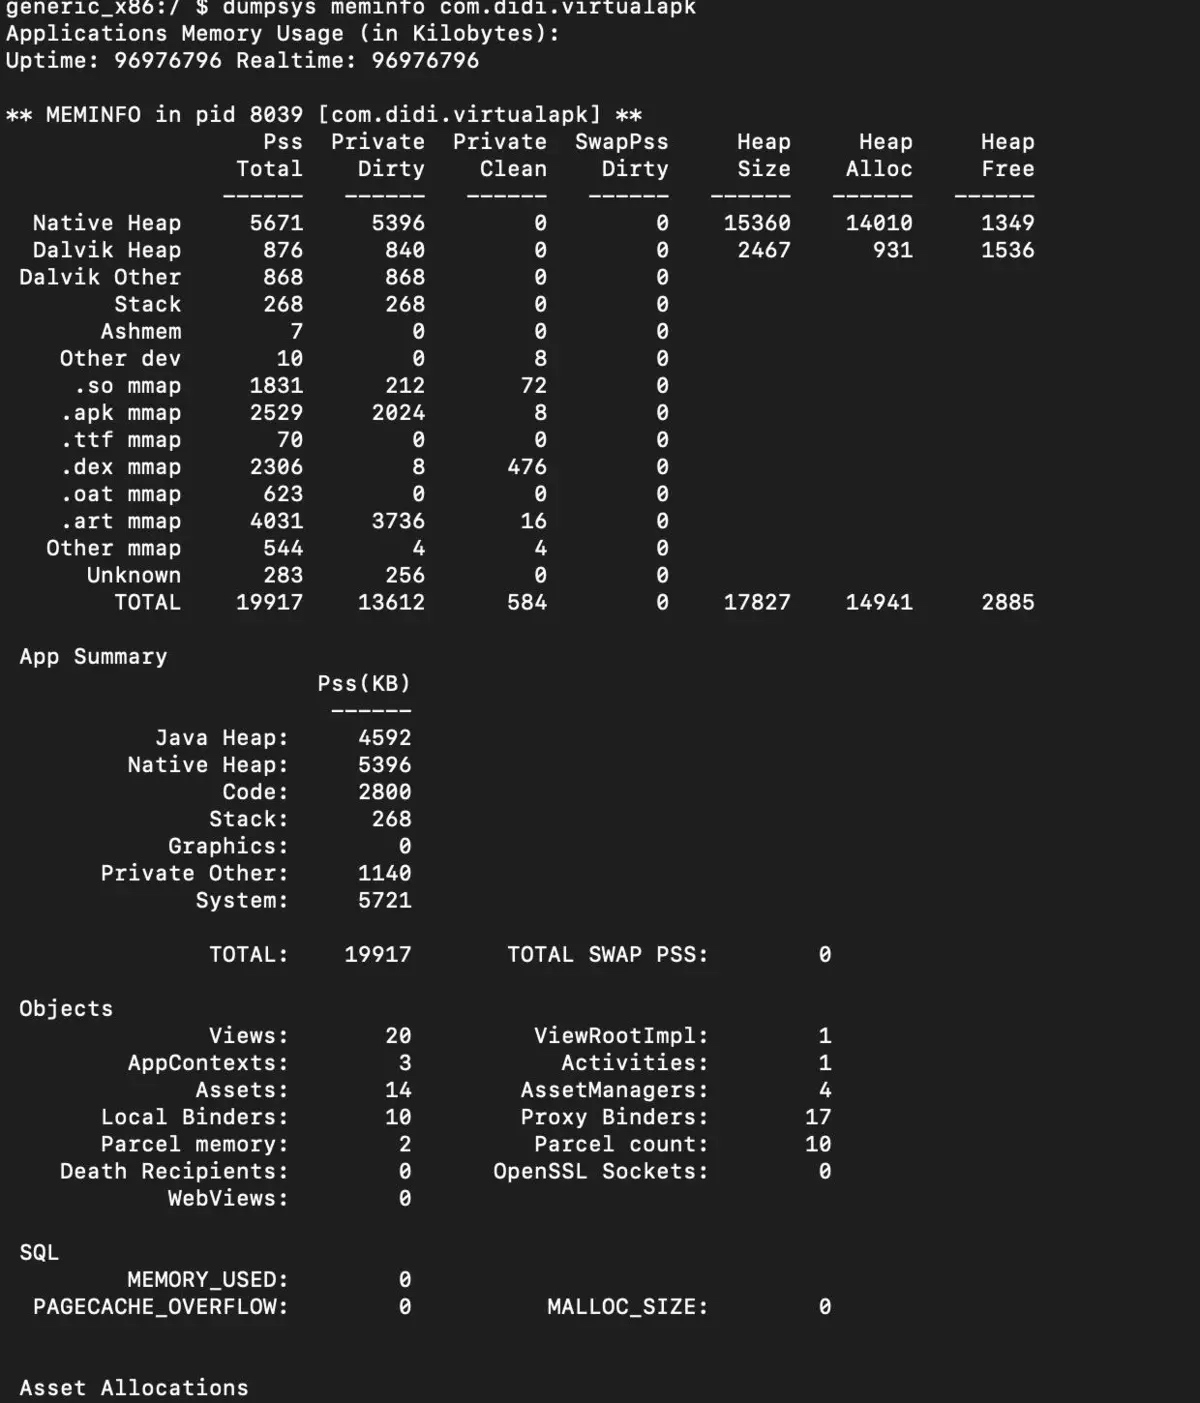 generic_x86:/ $ dumpsys meminfo com.didi.virtualapk
Applications Memory Usage (in Kilobytes):
Uptime: 96976796 Realtime: 96976796

** MEMINFO in pid 8039 [com.didi.virtualapk] **
                   Pss  Private  Private  SwapPss     Heap     Heap     Heap
                 Total    Dirty    Clean    Dirty     Size    Alloc     Free
                ------   ------   ------   ------   ------   ------   ------
  Native Heap     5671     5396        0        0    15360    14010     1349
  Dalvik Heap      876      840        0        0     2467      931     1536
 Dalvik Other      868      868        0        0
        Stack      268      268        0        0
       Ashmem        7        0        0        0
    Other dev       10        0        8        0
     .so mmap     1831      212       72        0
    .apk mmap     2529     2024        8        0
    .ttf mmap       70        0        0        0
    .dex mmap     2306        8      476        0
    .oat mmap      623        0        0        0
    .art mmap     4031     3736       16        0
   Other mmap      544        4        4        0
      Unknown      283      256        0        0
        TOTAL    19917    13612      584        0    17827    14941     2885

 App Summary
                       Pss(KB)
                        ------
           Java Heap:     4592
         Native Heap:     5396
                Code:     2800
               Stack:      268
            Graphics:        0
       Private Other:     1140
              System:     5721

               TOTAL:    19917       TOTAL SWAP PSS:        0

 Objects
               Views:       20         ViewRootImpl:        1
         AppContexts:        3           Activities:        1
              Assets:       14        AssetManagers:        4
       Local Binders:       10        Proxy Binders:       17
       Parcel memory:        2         Parcel count:       10
    Death Recipients:        0      OpenSSL Sockets:        0
            WebViews:        0

 SQL
         MEMORY_USED:        0
  PAGECACHE_OVERFLOW:        0          MALLOC_SIZE:        0

 Asset Allocations